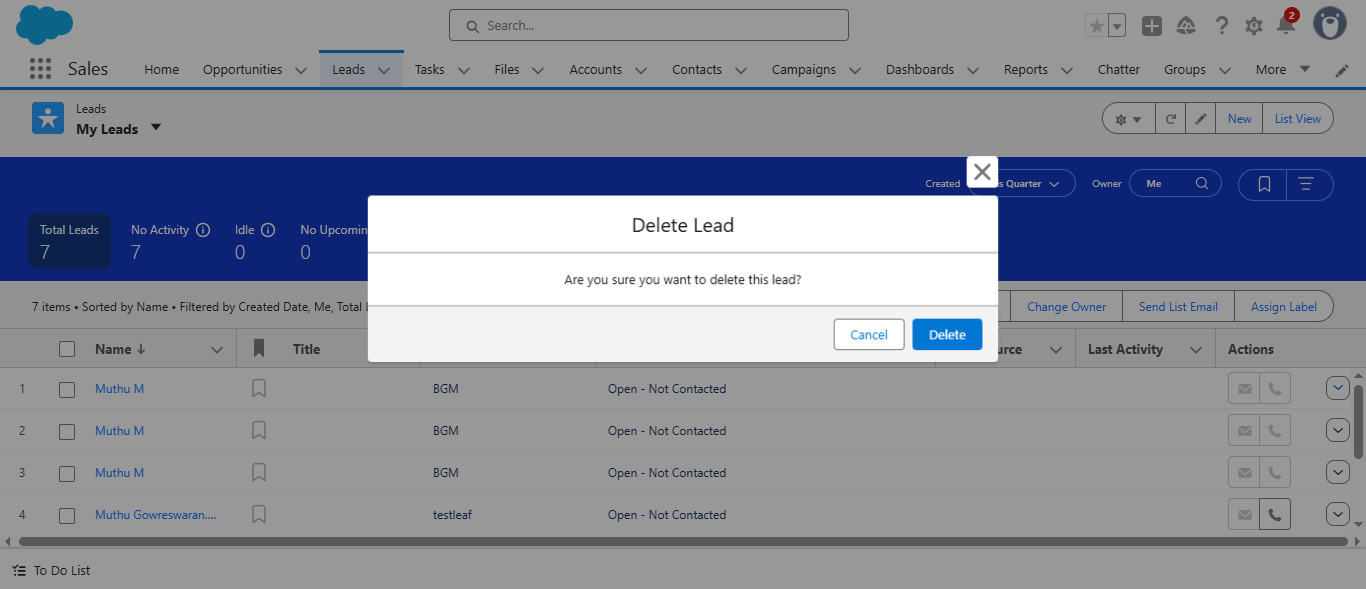 Search...
2
Sales Home Opportunities Leads Tasks Files Accounts Contacts Campaigns Dashboards Reports Chatter Groups More
Leads
My Leads
New List View
Created s Quarter Owner Me
Total Leads No Activity Idle No Upcomin
7 7 0 0
Delete Lead
Are you sure you want to delete this lead?
7 items • Sorted by Name • Filtered by Created Date, Me, Total
Change Owner Send List Email Assign Label
Cancel Delete
Name Title Last Activity Actions
1 Muthu M BGM Open - Not Contacted
2 Muthu M BGM Open - Not Contacted
3 Muthu M BGM Open - Not Contacted
4 Muthu Gowreswaran.... testleaf Open - Not Contacted
To Do List